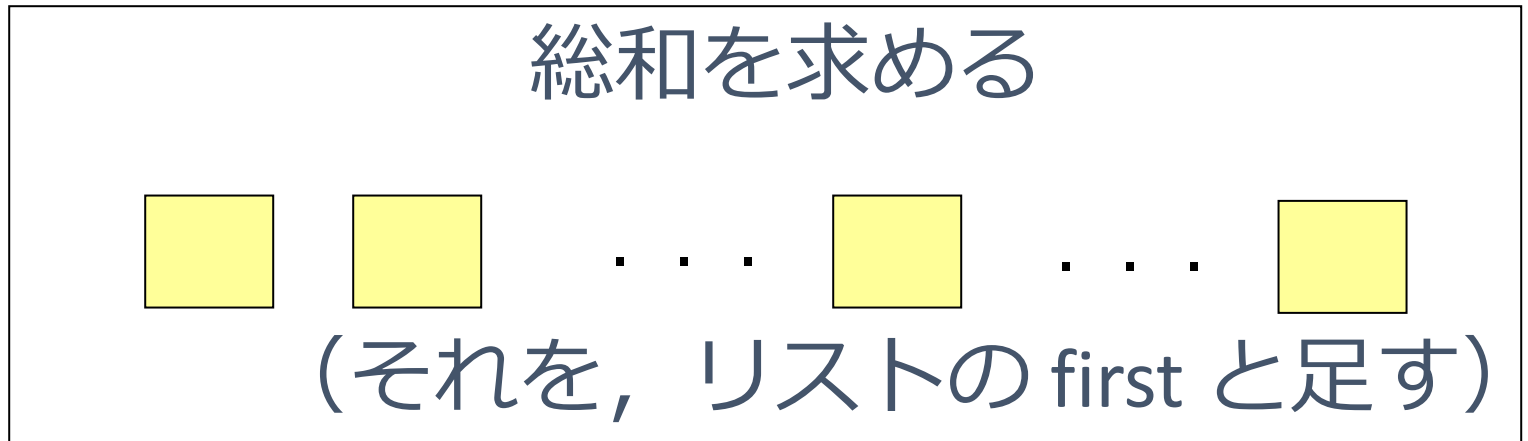 総和を求める
. . . . . .
（それを，リストの first と足す）